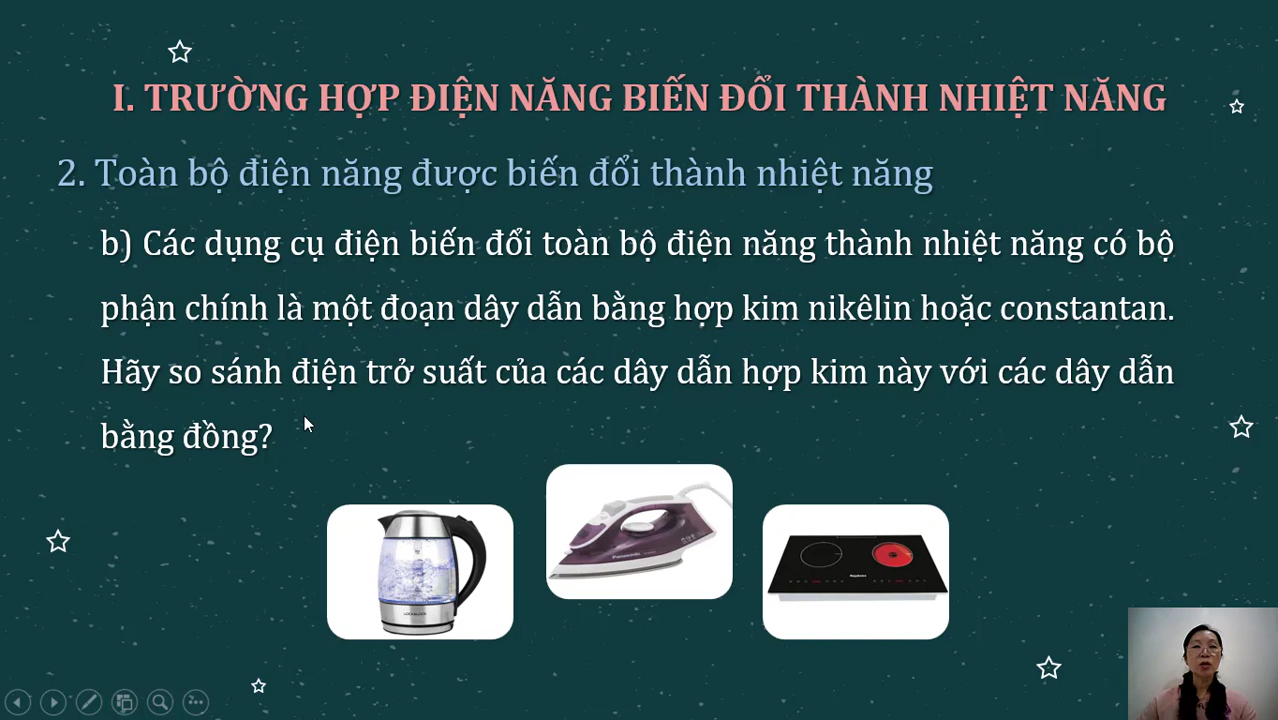 I. TRƯỜNG HỢP ĐIỆN NĂNG BIẾN ĐỔI THÀNH NHIỆT NĂNG
2. Toàn bộ điện năng được biến đổi thành nhiệt năng
b) Các dụng cụ điện biến đổi toàn bộ điện năng thành nhiệt năng có bộ
phận chính là một đoạn dây dẫn bằng hợp kim nikêlin hoặc constantan.
Hãy so sánh điện trở suất của các dây dẫn hợp kim này với các dây dẫn
bằng đồng?
Panasonic